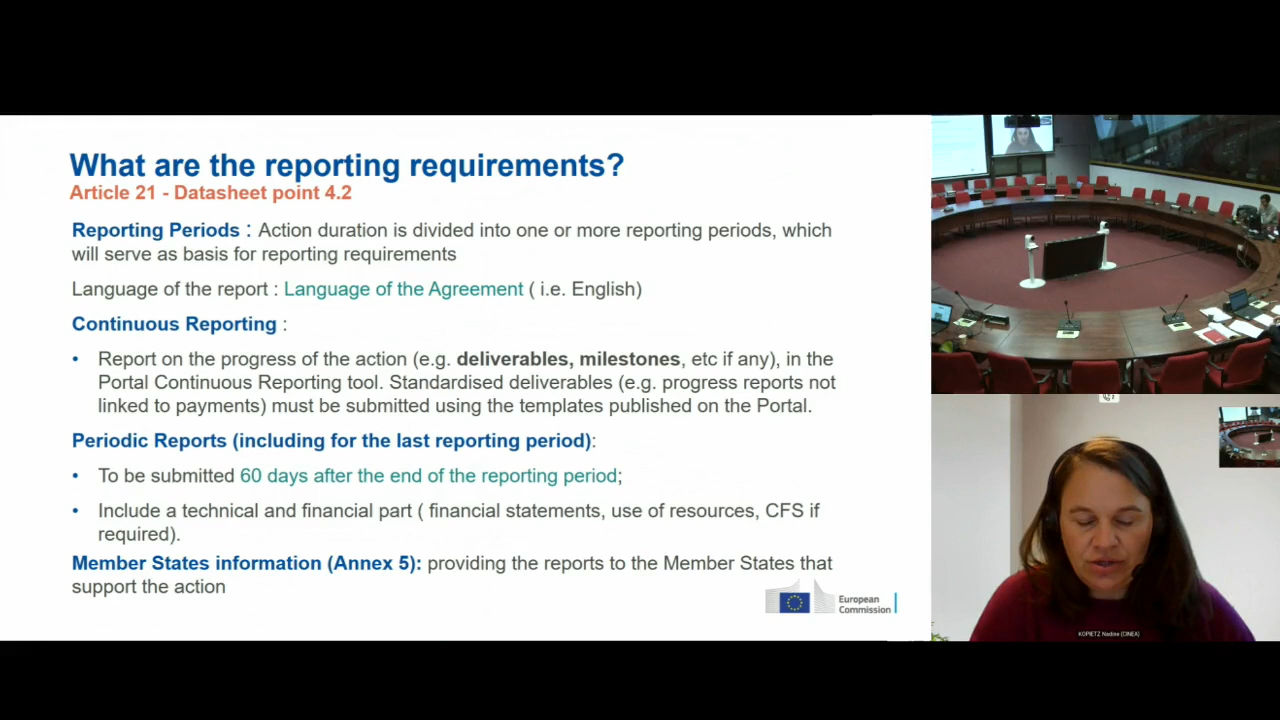 What are the reporting requirements?
Article 21 - Datasheet point 4.2
Reporting Periods : Action duration is divided into one or more reporting periods, which
will serve as basis for reporting requirements
Language of the report : Language of the Agreement ( i.e. English)
Continuous Reporting :
• Report on the progress of the action (e.g. deliverables, milestones, etc if any), in the
Portal Continuous Reporting tool. Standardised deliverables (e.g. progress reports not
linked to payments) must be submitted using the templates published on the Portal.
Periodic Reports (including for the last reporting period):
• To be submitted 60 days after the end of the reporting period;
• Include a technical and financial part ( financial statements, use of resources, CFS if
required).
Member States information (Annex 5): providing the reports to the Member States that
support the action
European
Commission
KOPIETZ Nadine (CINEA)